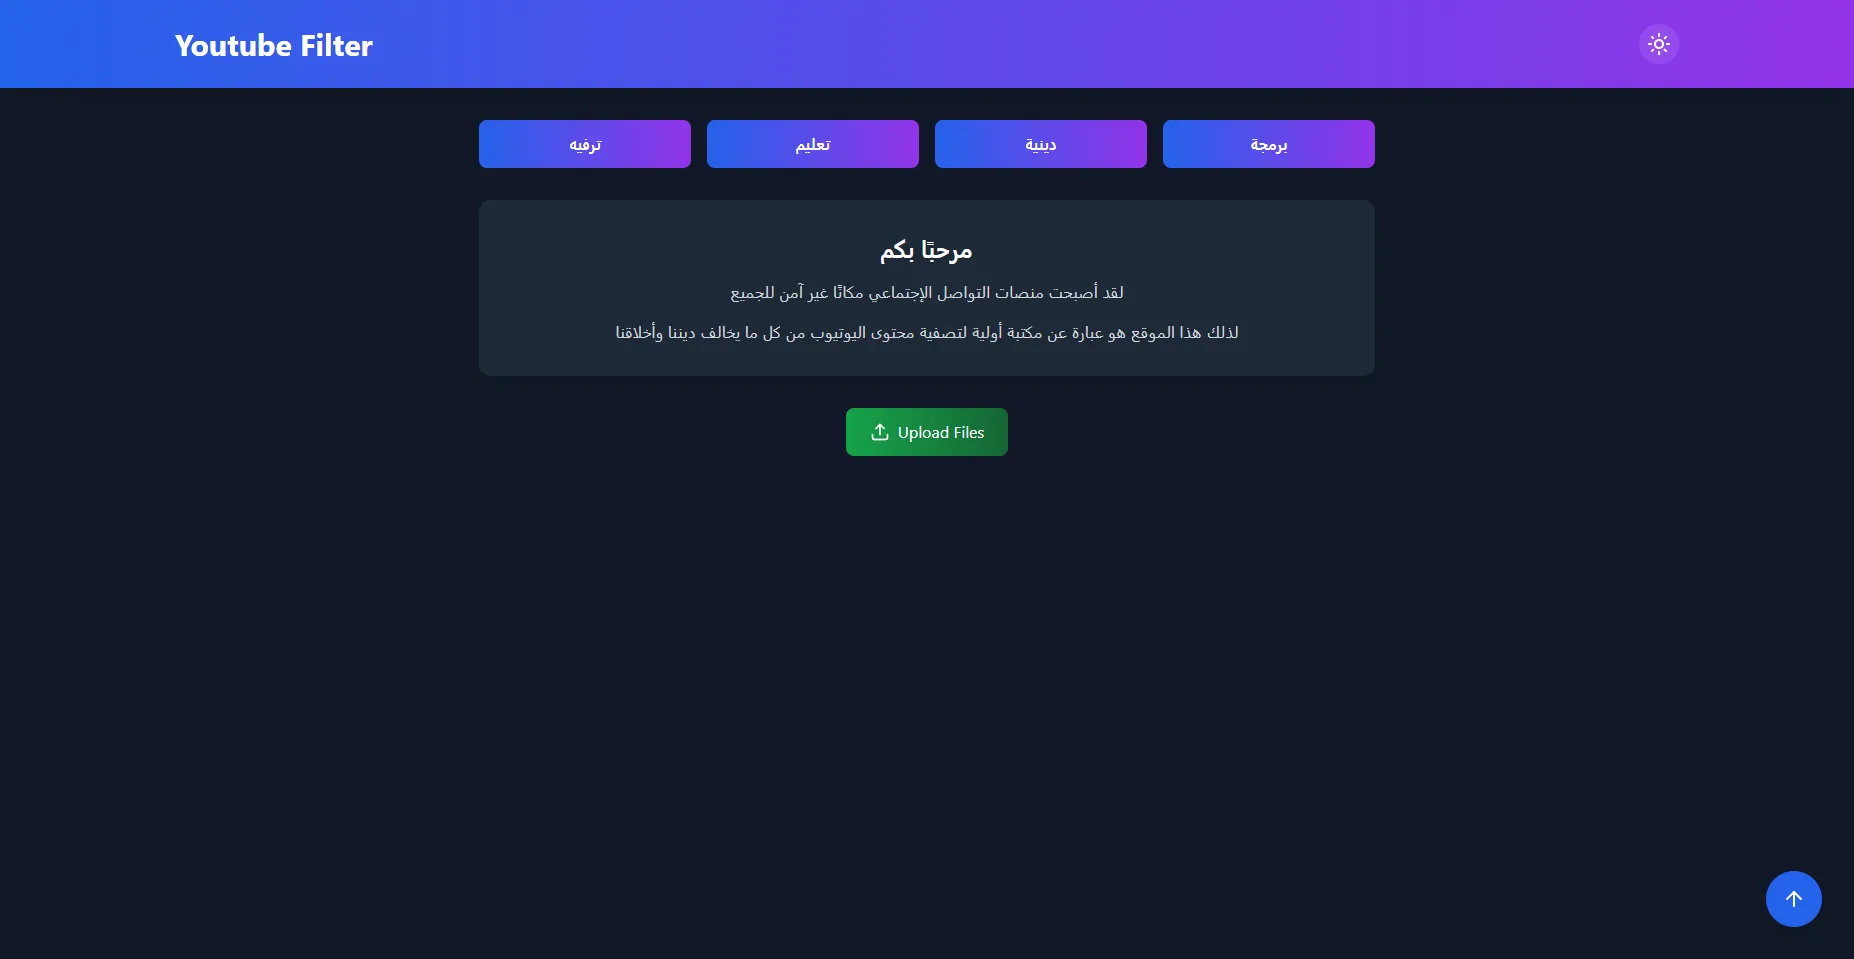 Youtube Filter
برمجة
دينية
تعليم
ترفيه
مرحبًا بكم
لقد أصبحت منصات التواصل الإجتماعي مكانًا غير آمن للجميع
لذلك هذا الموقع هو عبارة عن مكتبة أولية لتصفية محتوى اليوتيوب من كل ما يخالف ديننا وأخلاقنا
Upload Files